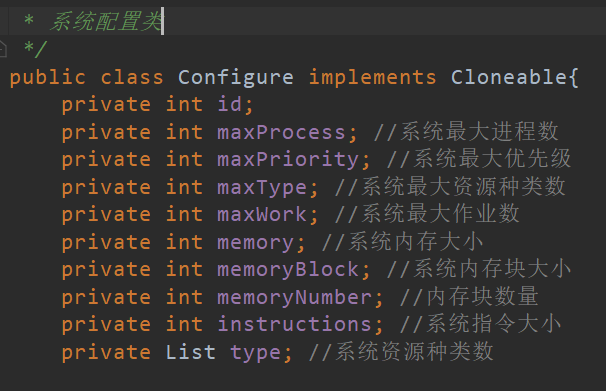 * 系统配置类
*/
public class Configure implements Cloneable{
private int id;
private int maxProcess; //系统最大进程数
private int maxPriority; //系统最大优先级
private int maxType; //系统最大资源种类数
private int maxWork; //系统最大作业数
private int memory; //系统内存大小
private int memoryBlock; //系统内存块大小
private int memoryNumber; //内存块数量
private int instructions; //系统指令大小
private List type; //系统资源种类数